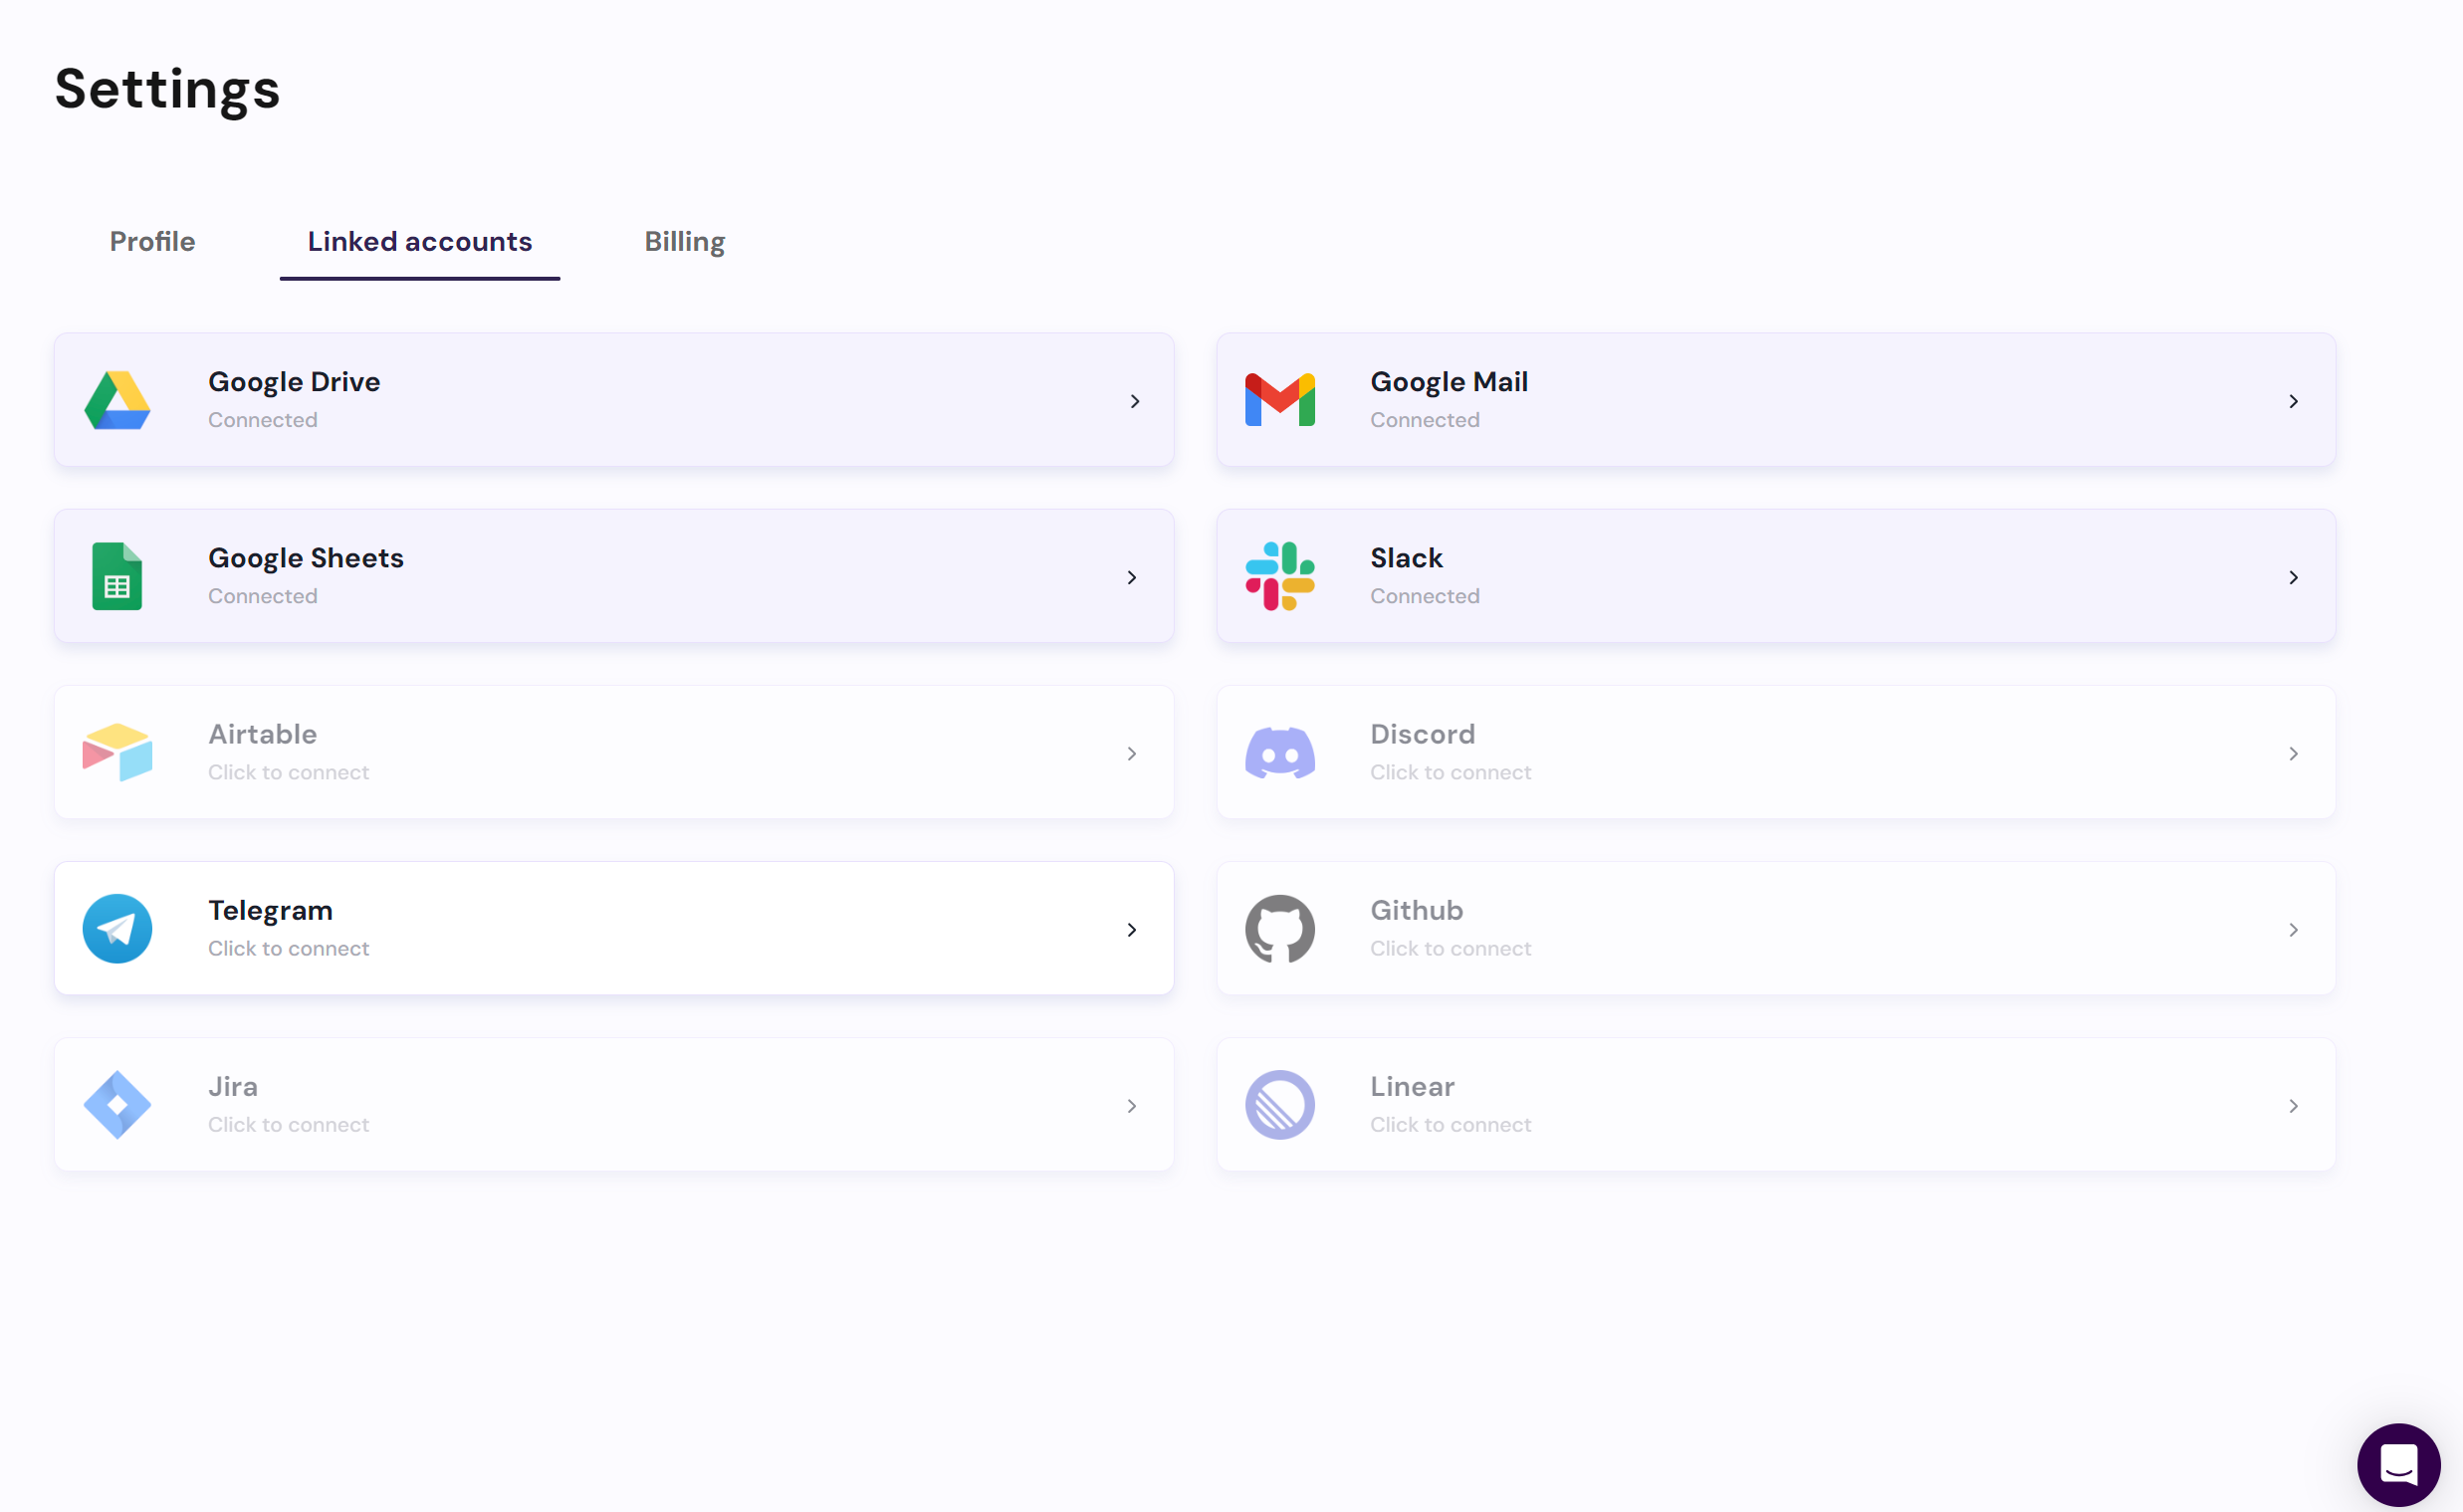 Settings
Profile
Linked accounts
Billing
Google Drive
Connected
Google Mail
Connected
Google Sheets
Connected
Slack
Connected
Airtable
Click to connect
Discord
Click to connect
Telegram
Click to connect
Github
Click to connect
Jira
Click to connect
Linear
Click to connect